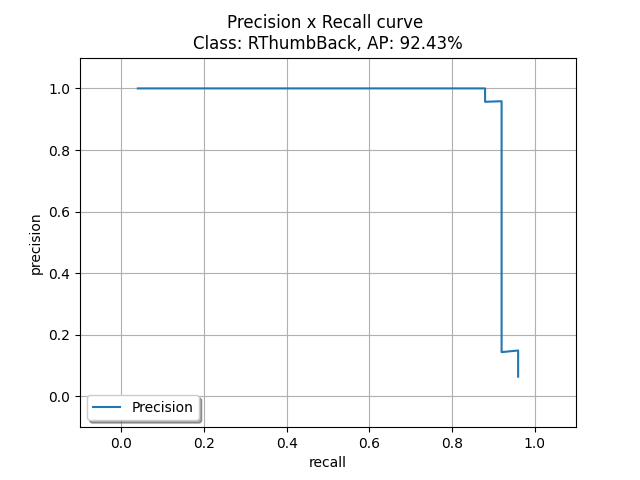 Precision x Recall curve
Class: RThumbBack, AP: 92.43%
1.0
0.8
0.6
0.4
0.2
0.0
precision
Precision
0.0 0.2 0.4 0.6 0.8 1.0
recall